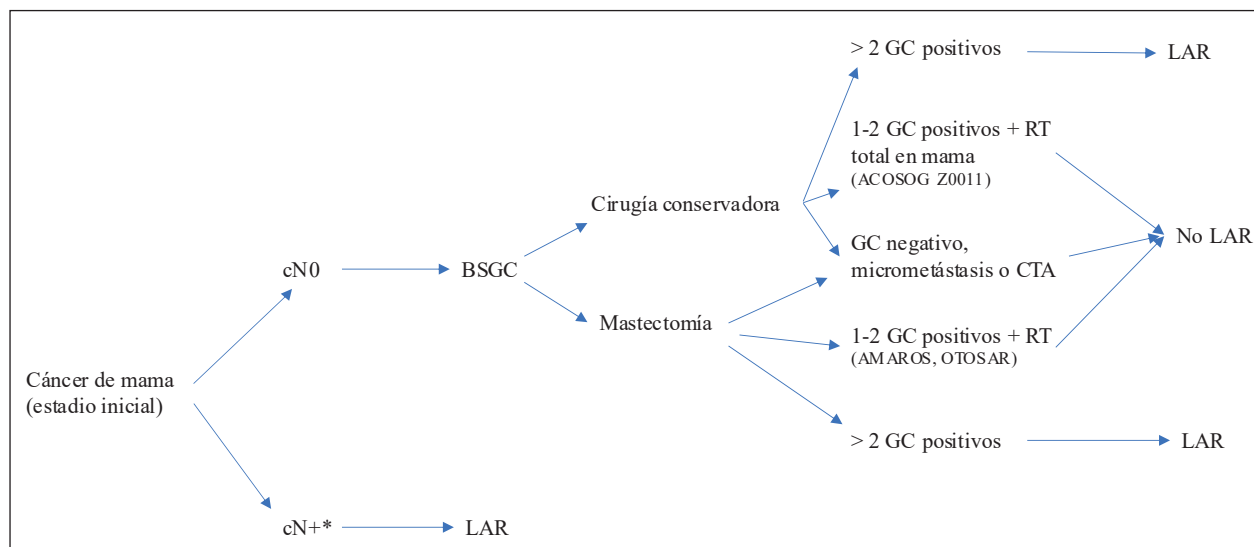 > 2 GC positivos
LAR
1-2 GC positivos + RT
total en mama
(ACOSOG Z0011)
Cirugía conservadora
No LAR
GC negativo,
micrometástasis o CTA
cN0
BSGC
Mastectomía
1-2 GC positivos + RT
(AMAROS, OTOSAR)
Cáncer de mama
(estadio inicial)
> 2 GC positivos
LAR
cN+*
LAR